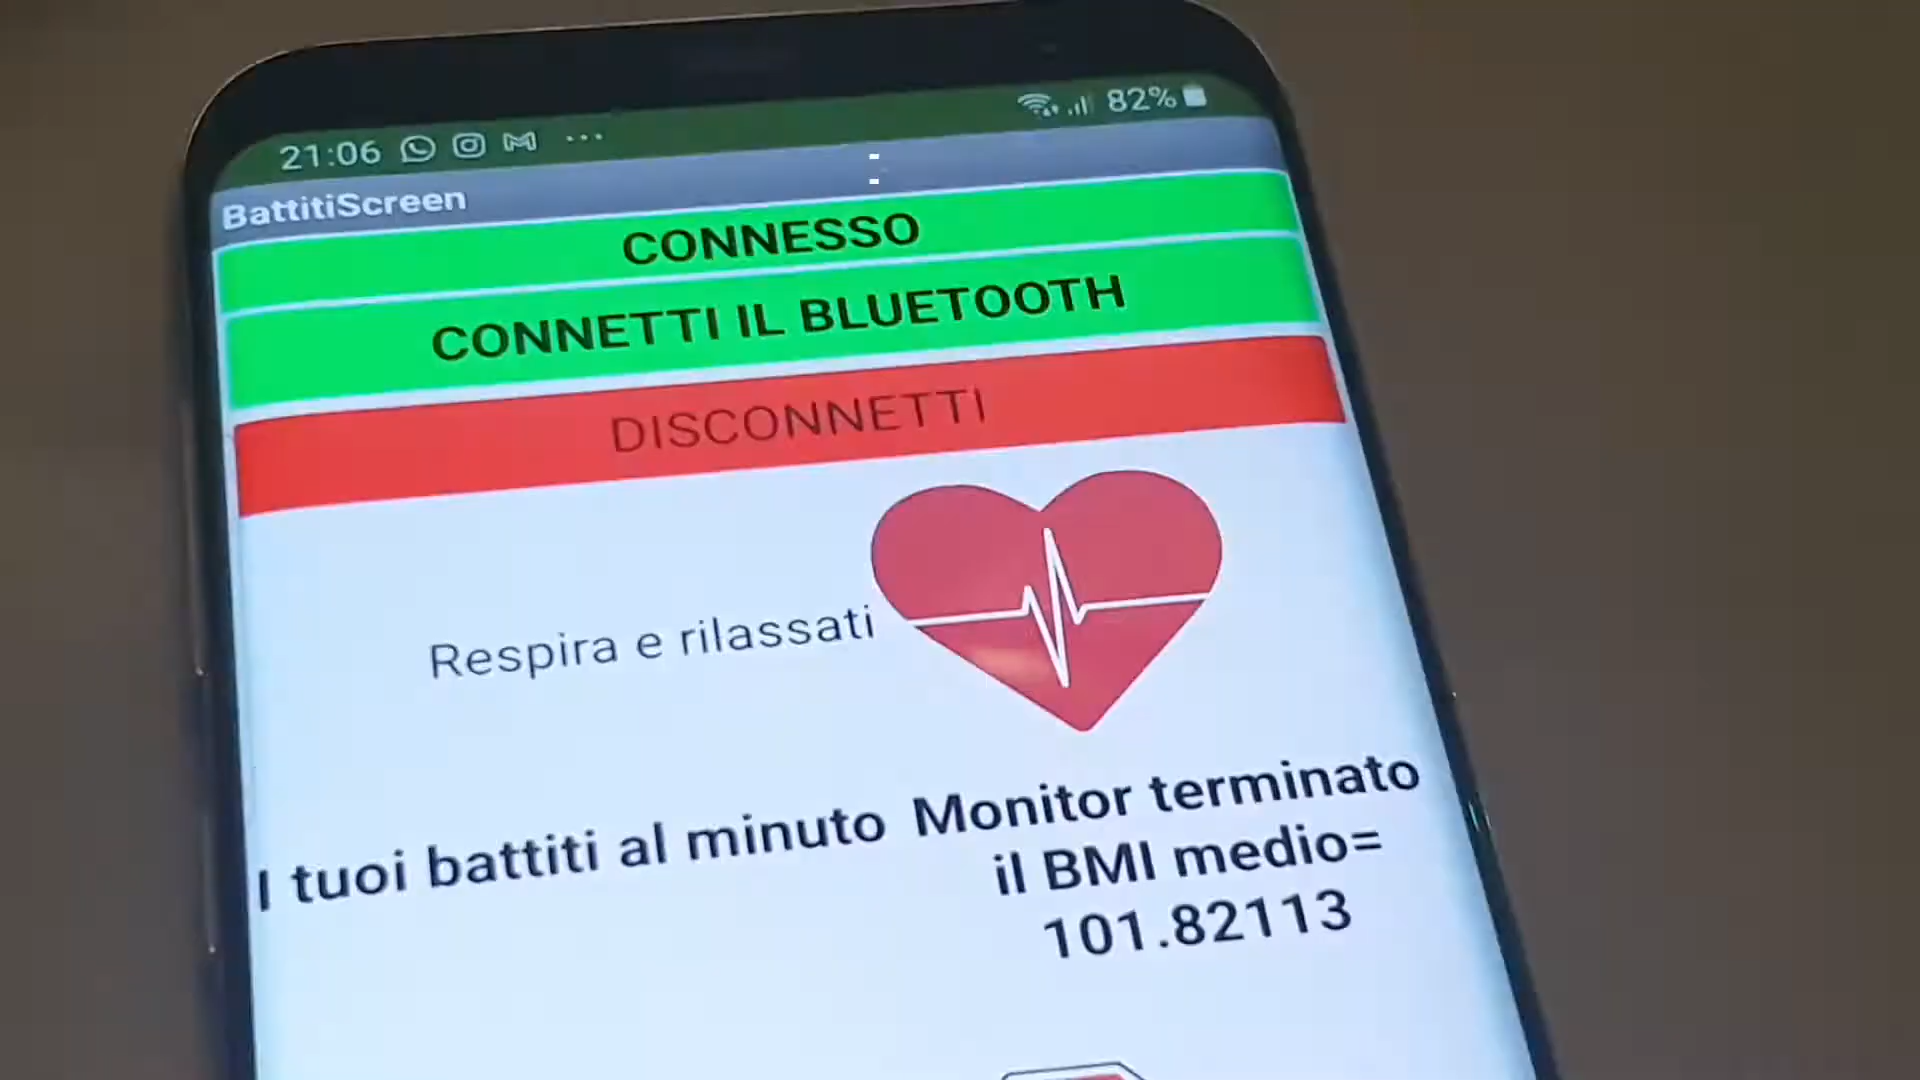 21:06 82%
BattitiScreen
CONNESSO
CONNETTI IL BLUETOOTH
DISCONNETTI
Respira e rilassati
I tuoi battiti al minuto Monitor terminato
il BMI medio=
101.82113